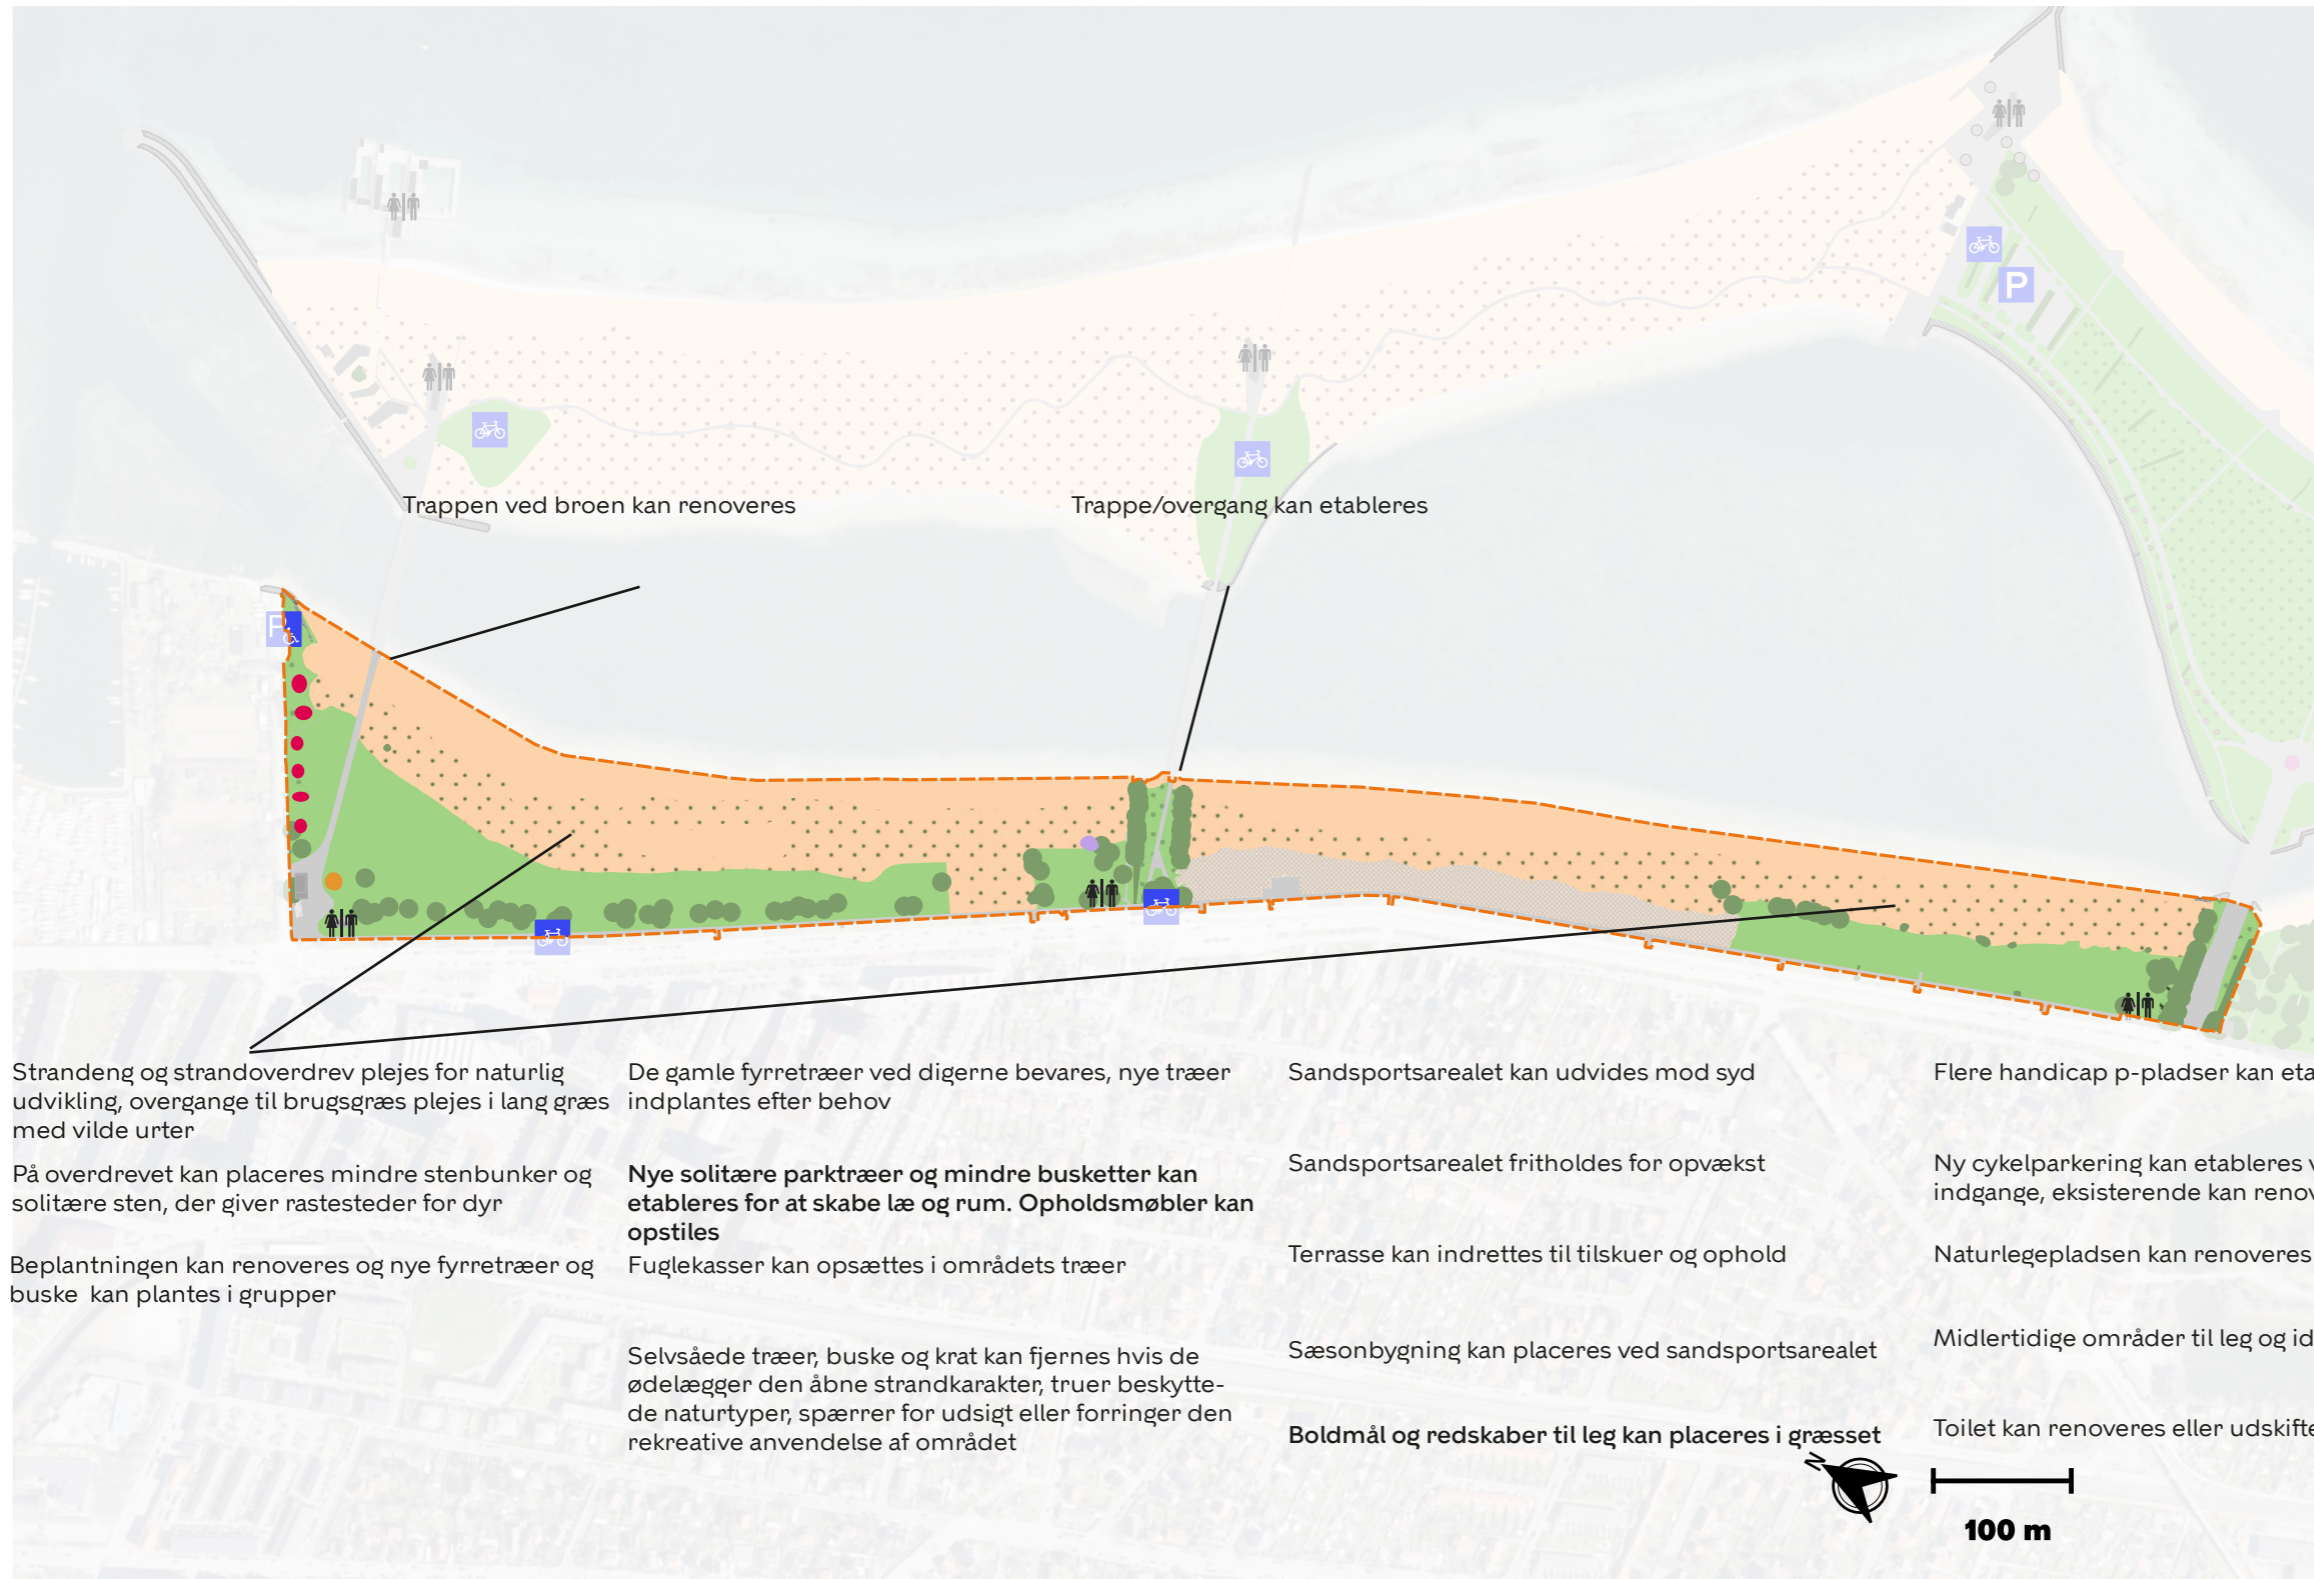 P
Trappen ved broen kan renoveres
Trappe/overgang kan etableres
P
Strandeng og strandoverdrev plejes for naturlig
udvikling, overgange til brugsgræs plejes i lang græs
med vilde urter
På overdrevet kan placeres mindre stenbunker og
solitære sten, der giver rastesteder for dyr
Beplantningen kan renoveres og nye fyrretræer og
buske kan plantes i grupper
De gamle fyrretræer ved digerne bevares, nye træer
indplantes efter behov
Nye solitære parktræer og mindre busketter kan
etableres for at skabe læ og rum. Opholdsmøbler kan
opstiles
Fuglekasser kan opsættes i områdets træer
Selvsåede træer, buske og krat kan fjernes hvis de
ødelægger den åbne strandkarakter, truer beskytte-
de naturtyper, spærrer for udsigt eller forringer den
rekreative anvendelse af området
Sandsportsarealet kan udvides mod syd
Sandsportsarealet fritholdes for opvækst
Terrasse kan indrettes til tilskuer og ophold
Sæsonbygning kan placeres ved sandsportsarealet
Boldmål og redskaber til leg kan placeres i græsset
Flere handicap p-pladser kan
Ny cykelparkering kan etableres
indgange, eksisterende kan
Naturlegepladsen kan renoveres
Midlertidige områder til leg og
Toilet kan renoveres eller
N
100 m